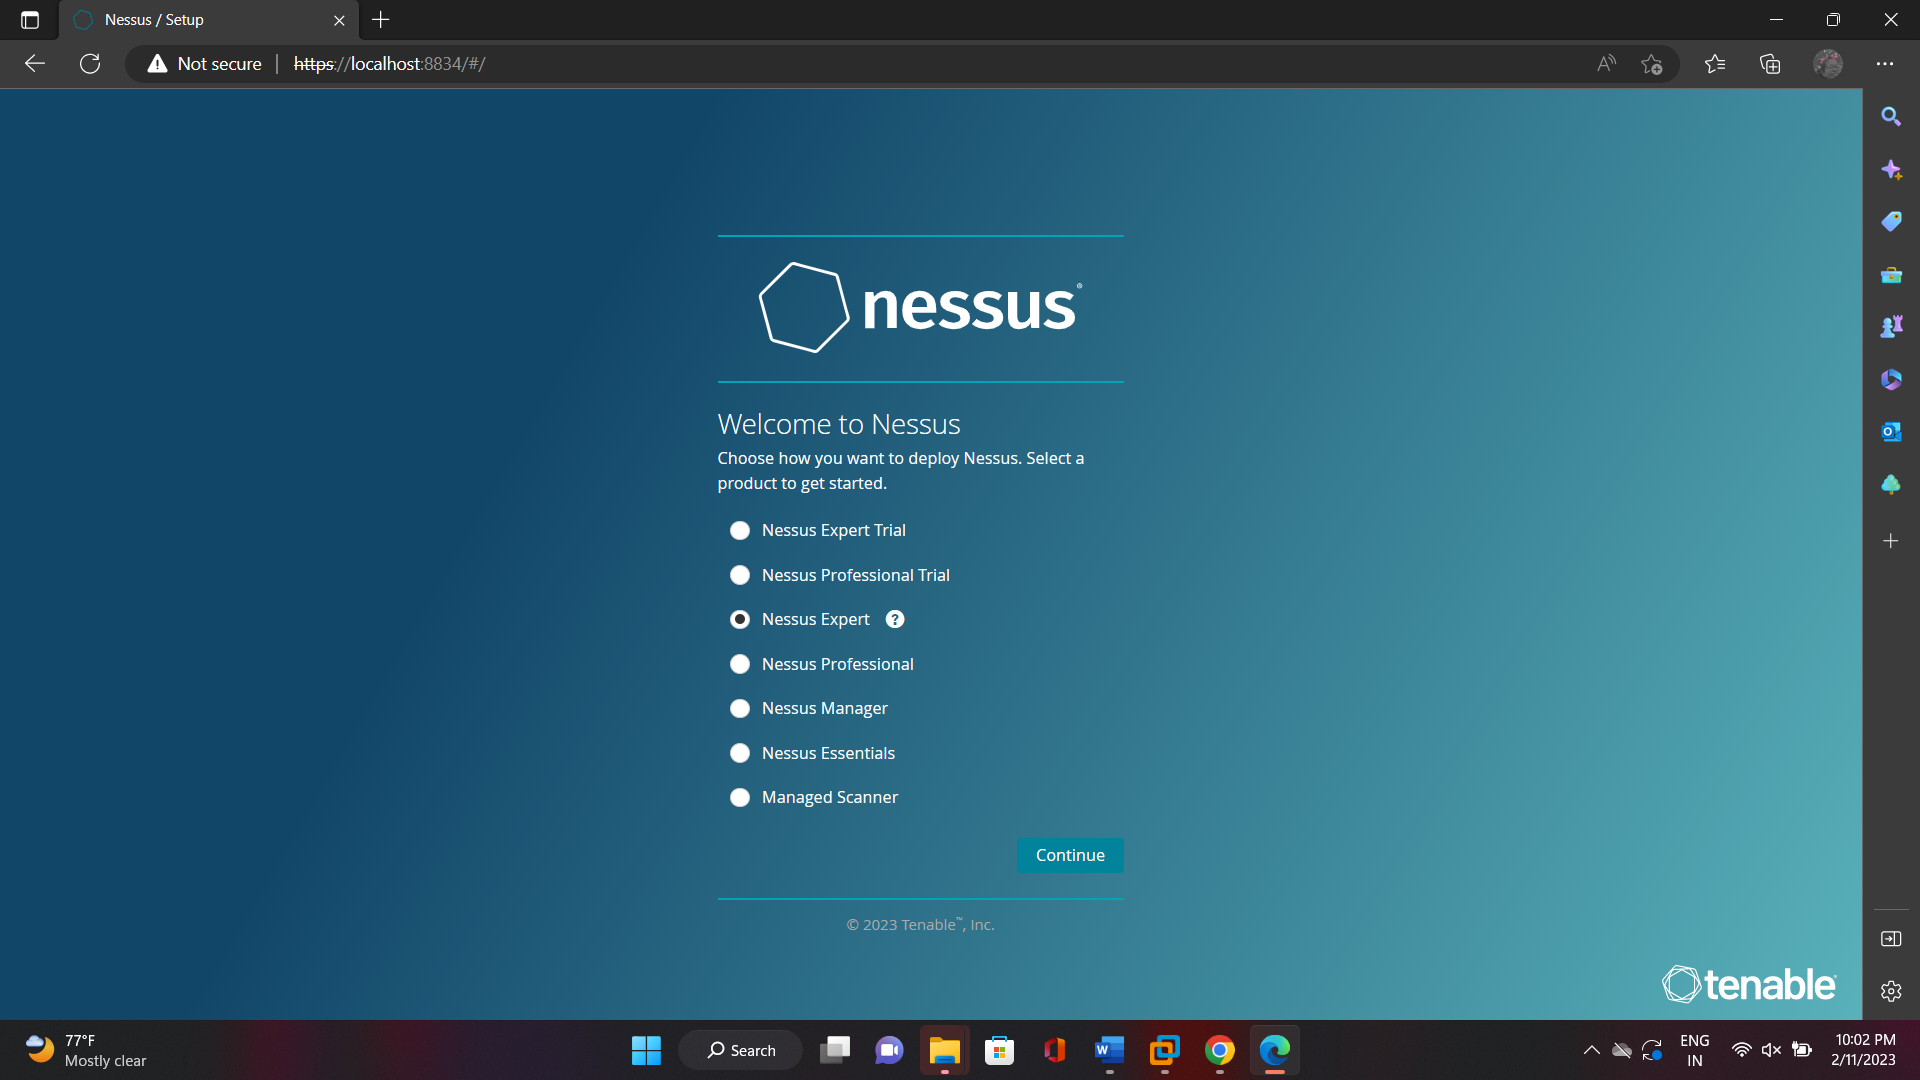 Nessus / Setup
Not secure
https://localhost:8834/#/
nessus®
Welcome to Nessus
Choose how you want to deploy Nessus. Select a
product to get started.
Nessus Expert Trial
Nessus Professional Trial
Nessus Expert ?
Nessus Professional
Nessus Manager
Nessus Essentials
Managed Scanner
Continue
© 2023 Tenable™, Inc.
tenable
77°F
Mostly clear
Search
ENG
IN
10:02 PM
2/11/2023